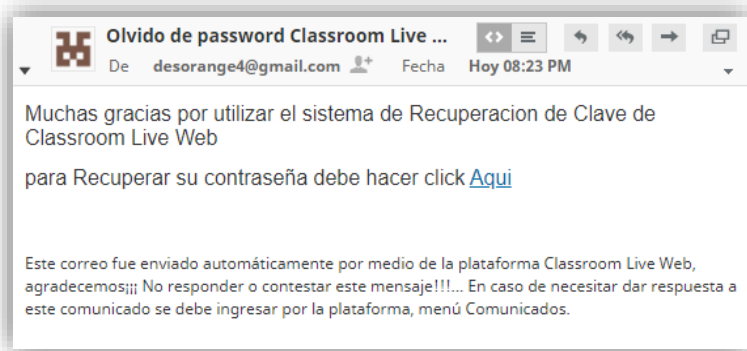 Olvido de password Classroom Live ...
De desorange4@gmail.com Fecha Hoy 08:23 PM
Muchas gracias por utilizar el sistema de Recuperacion de Clave de
Classroom Live Web
para Recuperar su contraseña debe hacer click Aqui
Este correo fue enviado automáticamente por medio de la plataforma Classroom Live Web,
agradecemos¡¡¡ No responder o contestar este mensaje!!!... En caso de necesitar dar respuesta a
este comunicado se debe ingresar por la plataforma, menú Comunicados.